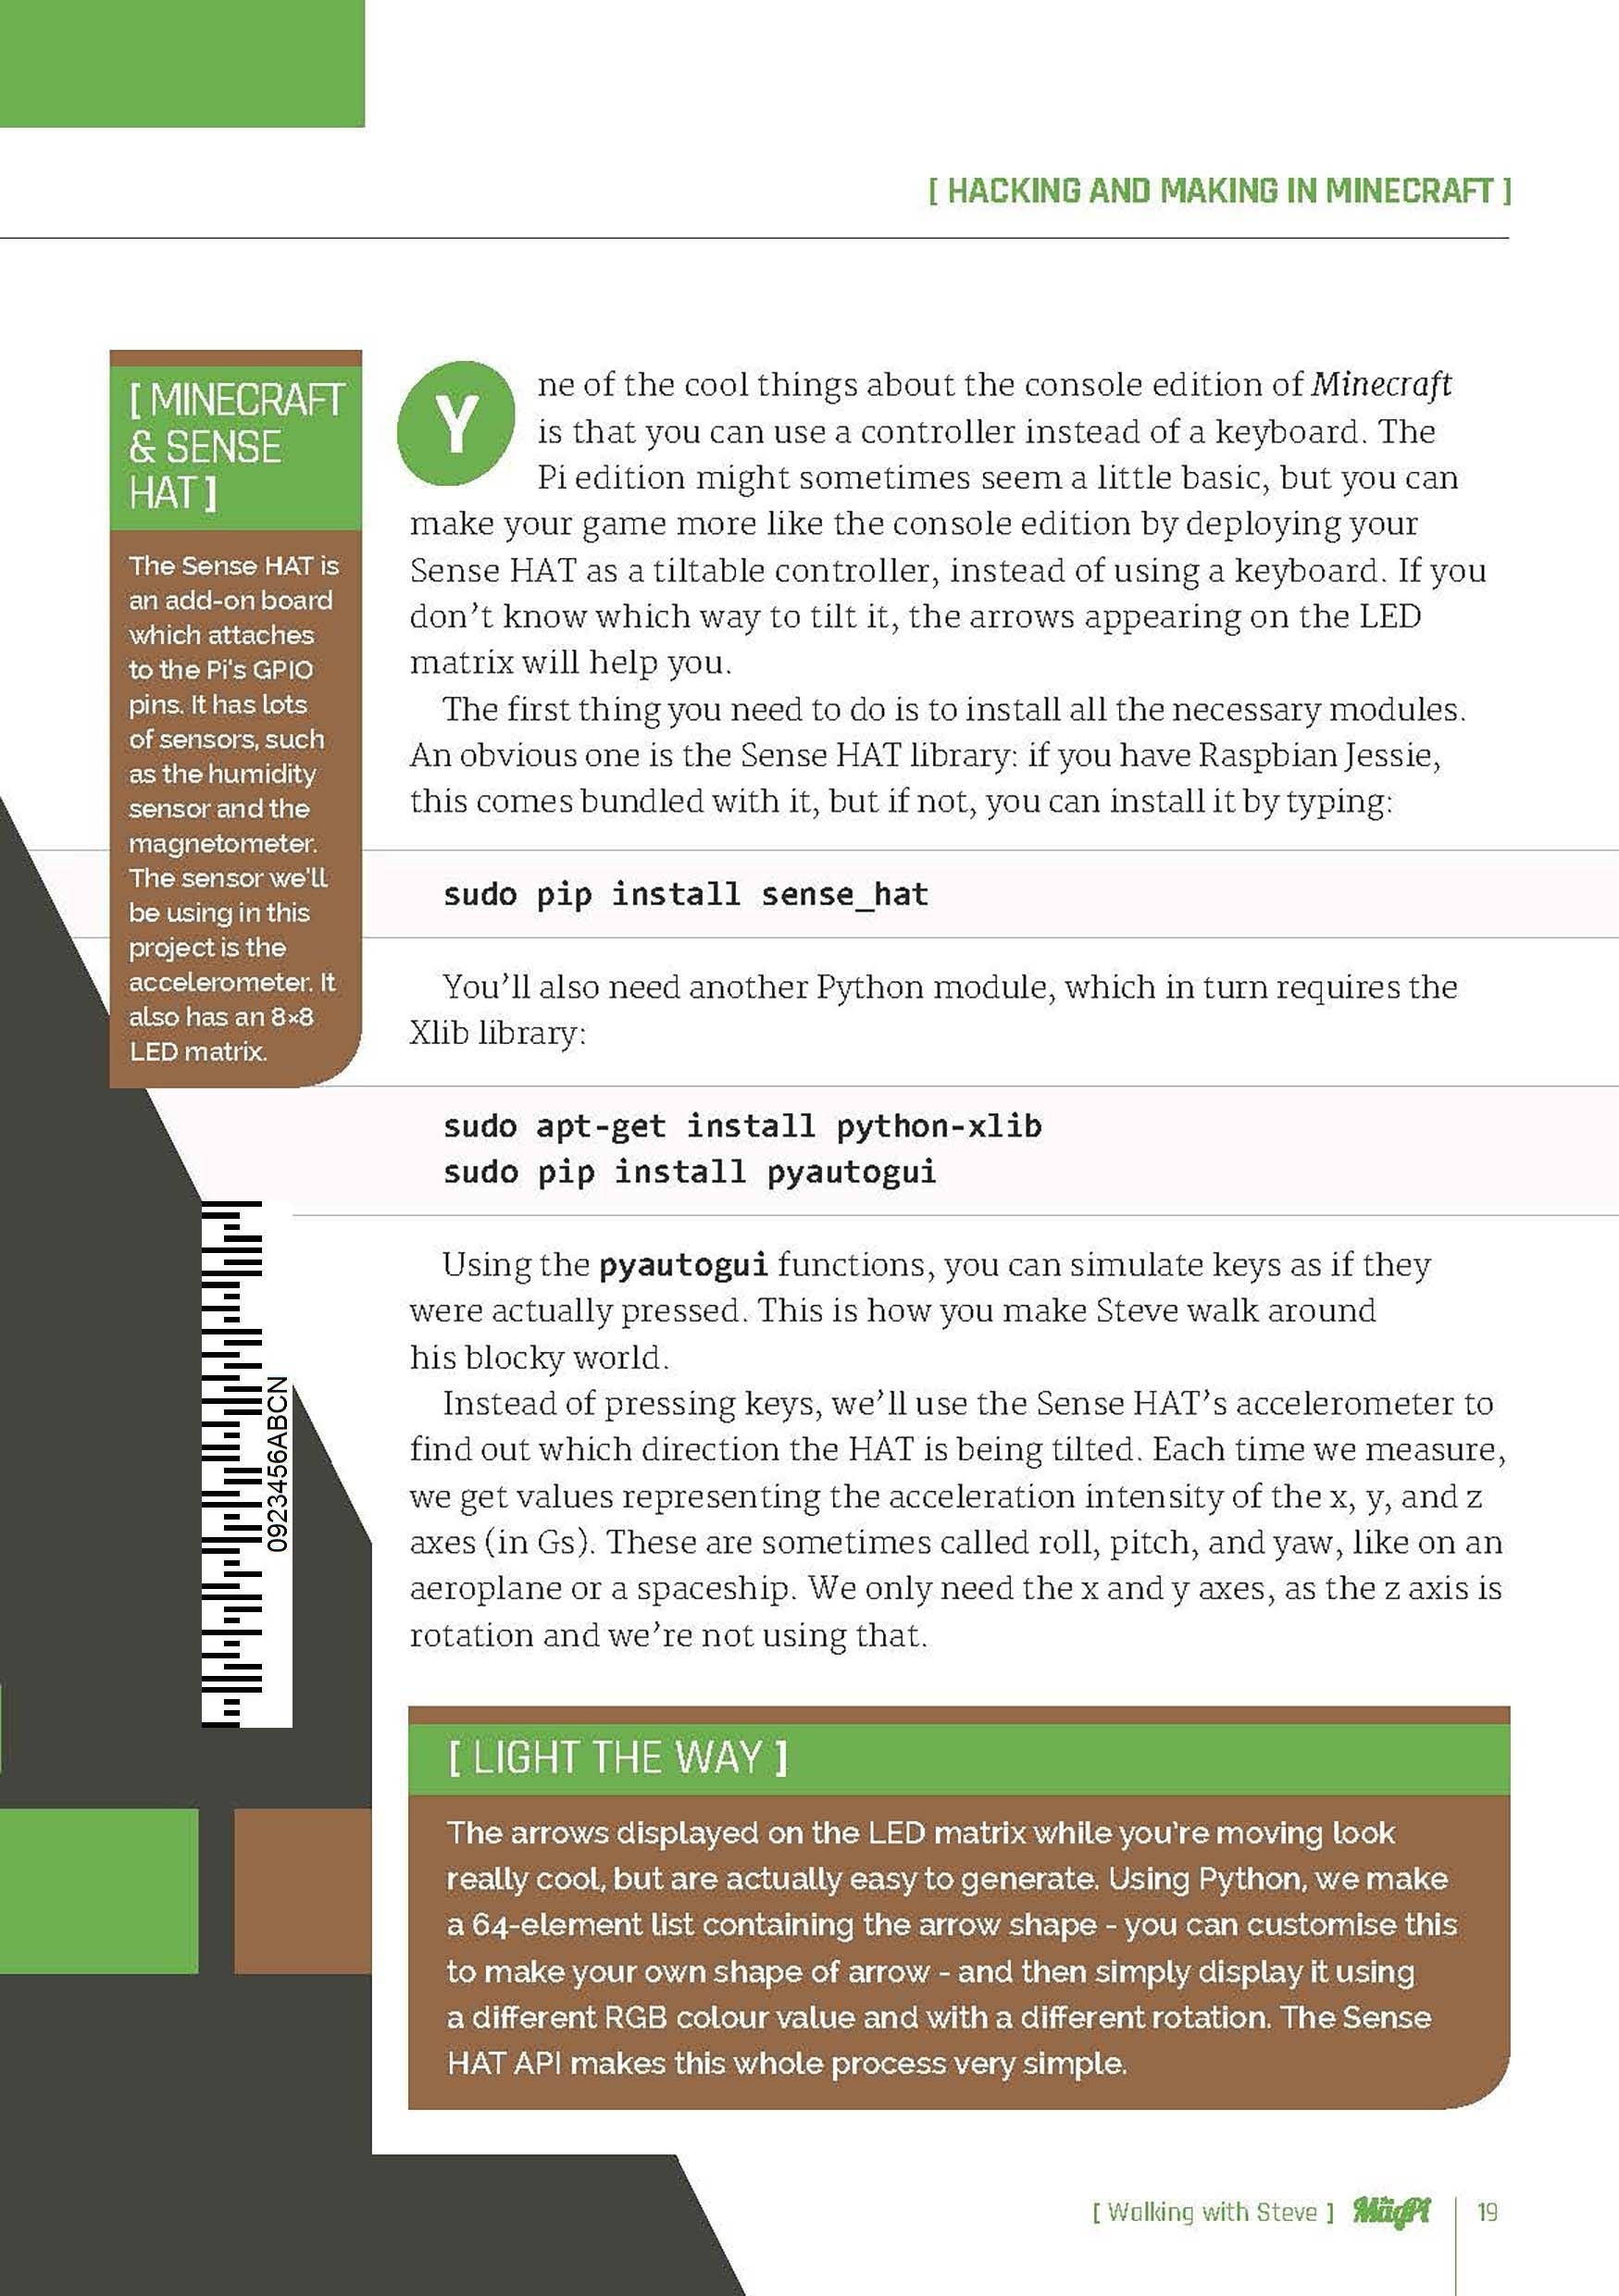 [ HACKING AND MAKING IN MINECRAFT ]
[ MINECRAFT
& SENSE
HAT ]
The Sense HAT is
an add-on board
which attaches
to the Pi's GPIO
pins. It has lots
of sensors, such
as the humidity
sensor and the
magnetometer.
The sensor we'll
be using in this
project is the
accelerometer. It
also has an 8×8
LED matrix.
Y
ne of the cool things about the console edition of Minecraft
is that you can use a controller instead of a keyboard. The
Pi edition might sometimes seem a little basic, but you can
make your game more like the console edition by deploying your
Sense HAT as a tiltable controller, instead of using a keyboard. If you
don’t know which way to tilt it, the arrows appearing on the LED
matrix will help you.
The first thing you need to do is to install all the necessary modules.
An obvious one is the Sense HAT library: if you have Raspbian Jessie,
this comes bundled with it, but if not, you can install it by typing:
sudo pip install sense_hat
You’ll also need another Python module, which in turn requires the
Xlib library:
sudo apt-get install python-xlib
sudo pip install pyautogui
Using the pyautogui functions, you can simulate keys as if they
were actually pressed. This is how you make Steve walk around
his blocky world.
Instead of pressing keys, we’ll use the Sense HAT’s accelerometer to
find out which direction the HAT is being tilted. Each time we measure,
we get values representing the acceleration intensity of the x, y, and z
axes (in Gs). These are sometimes called roll, pitch, and yaw, like on an
aeroplane or a spaceship. We only need the x and y axes, as the z axis is
rotation and we’re not using that.
0923456ABCN
[ LIGHT THE WAY ]
The arrows displayed on the LED matrix while you're moving look
really cool, but are actually easy to generate. Using Python, we make
a 64-element list containing the arrow shape - you can customise this
to make your own shape of arrow - and then simply display it using
a different RGB colour value and with a different rotation. The Sense
HAT API makes this whole process very simple.
[ Walking with Steve ] The MagPi 19